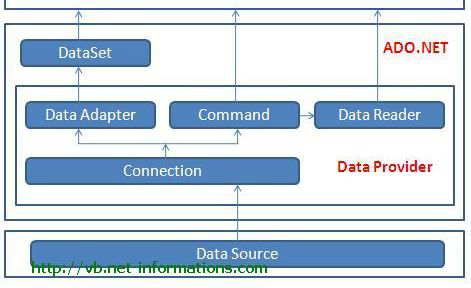 ADO.NET
DataSet
Data Adapter
Command
Data Reader
Connection
Data Provider
Data Source
http://vb.net-informations.com